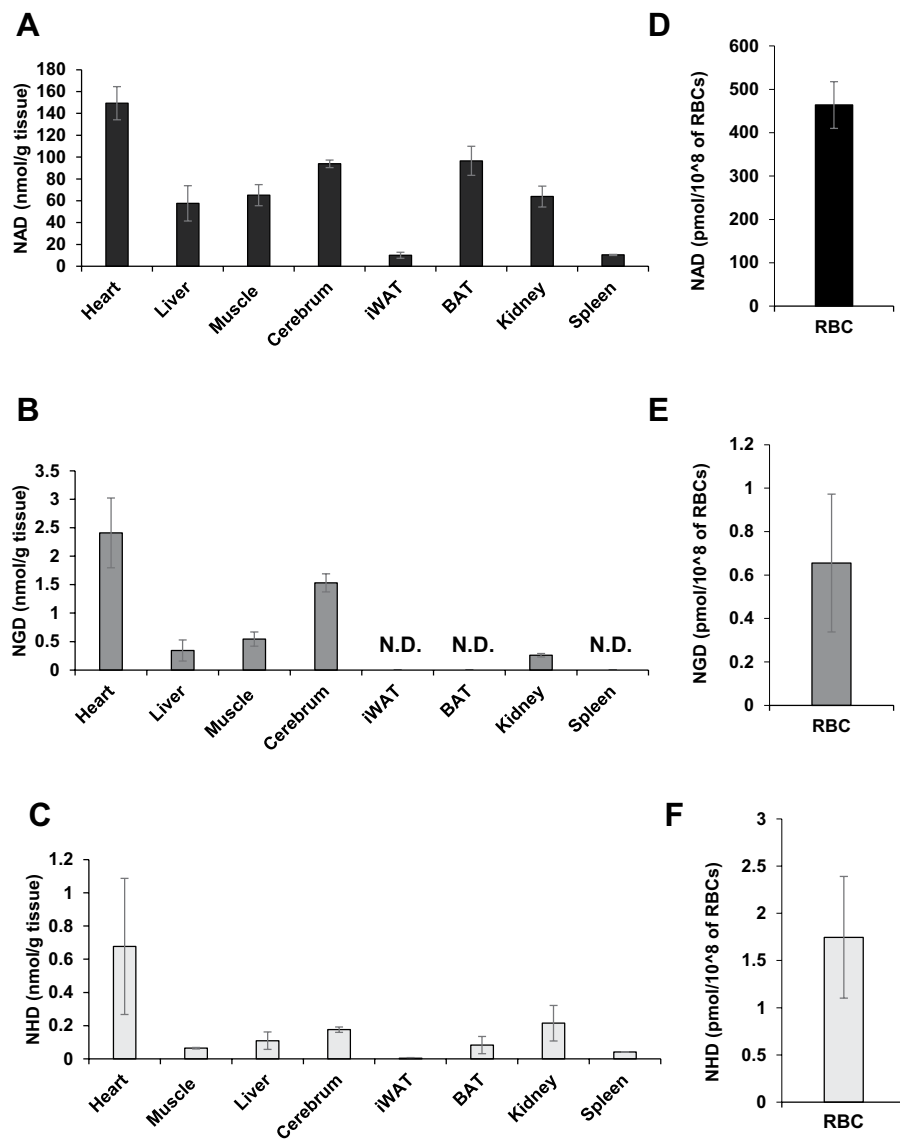 A
NAD (nmol/g tissue)
180
160
140
120
100
80
60
40
20
0
Heart
Liver
Muscle
Cerebrum
iWAT
BAT
Kidney
Spleen
D
NAD (pmol/10^8 of RBCs)
600
500
400
300
200
100
0
RBC
B
NGD (nmol/g tissue)
3.5
3
2.5
2
1.5
1
0.5
0
N.D.
N.D.
N.D.
Heart
Liver
Muscle
Cerebrum
iWAT
BAT
Kidney
Spleen
E
NGD (pmol/10^8 of RBCs)
1.2
1
0.8
0.6
0.4
0.2
0
RBC
C
NHD (nmol/g tissue)
1.2
1
0.8
0.6
0.4
0.2
0
Heart
Muscle
Liver
Cerebrum
iWAT
BAT
Kidney
Spleen
F
NHD (pmol/10^8 of RBCs)
3
2.5
2
1.5
1
0.5
0
RBC